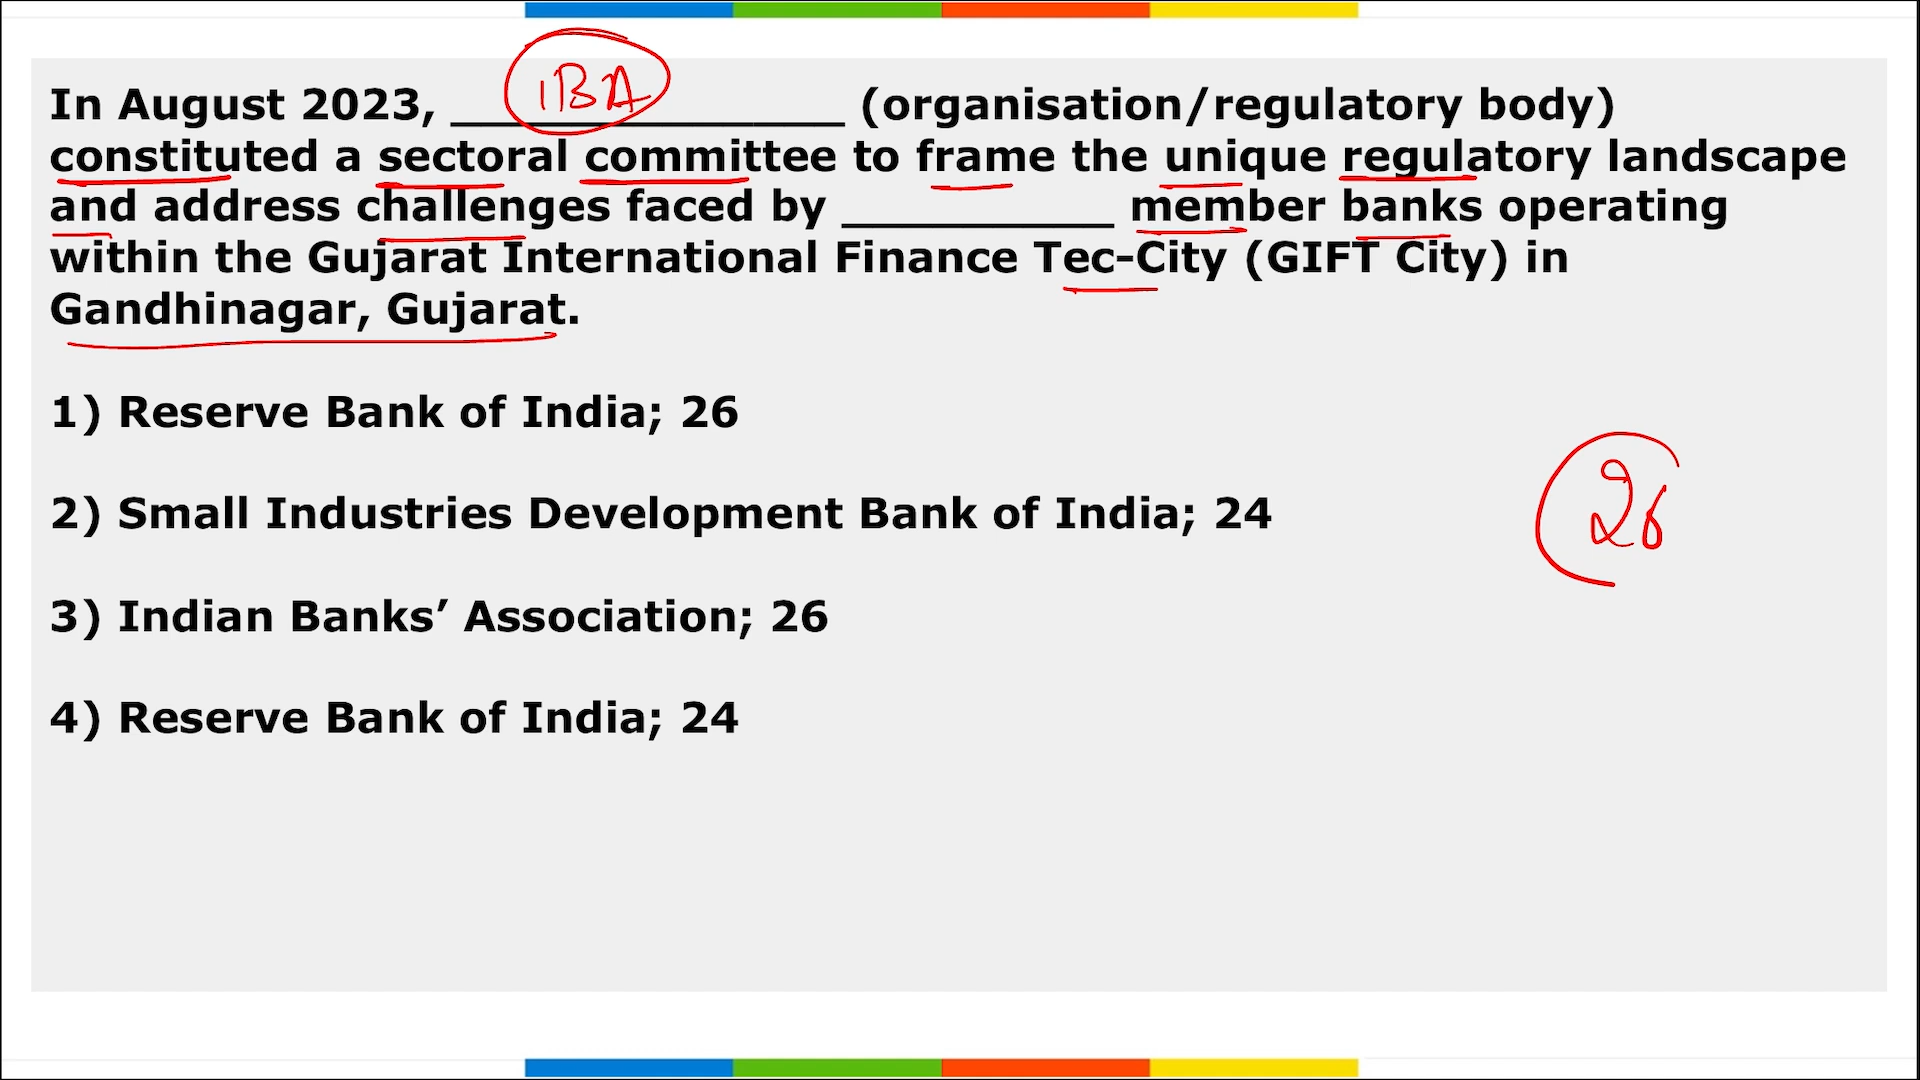 IBA
In August 2023, _______________ (organisation/regulatory body)
constituted a sectoral committee to frame the unique regulatory landscape
and address challenges faced by __________ member banks operating
within the Gujarat International Finance Tec-City (GIFT City) in
Gandhinagar, Gujarat.
1) Reserve Bank of India; 26
26
2) Small Industries Development Bank of India; 24
3) Indian Banks’ Association; 26
4) Reserve Bank of India; 24